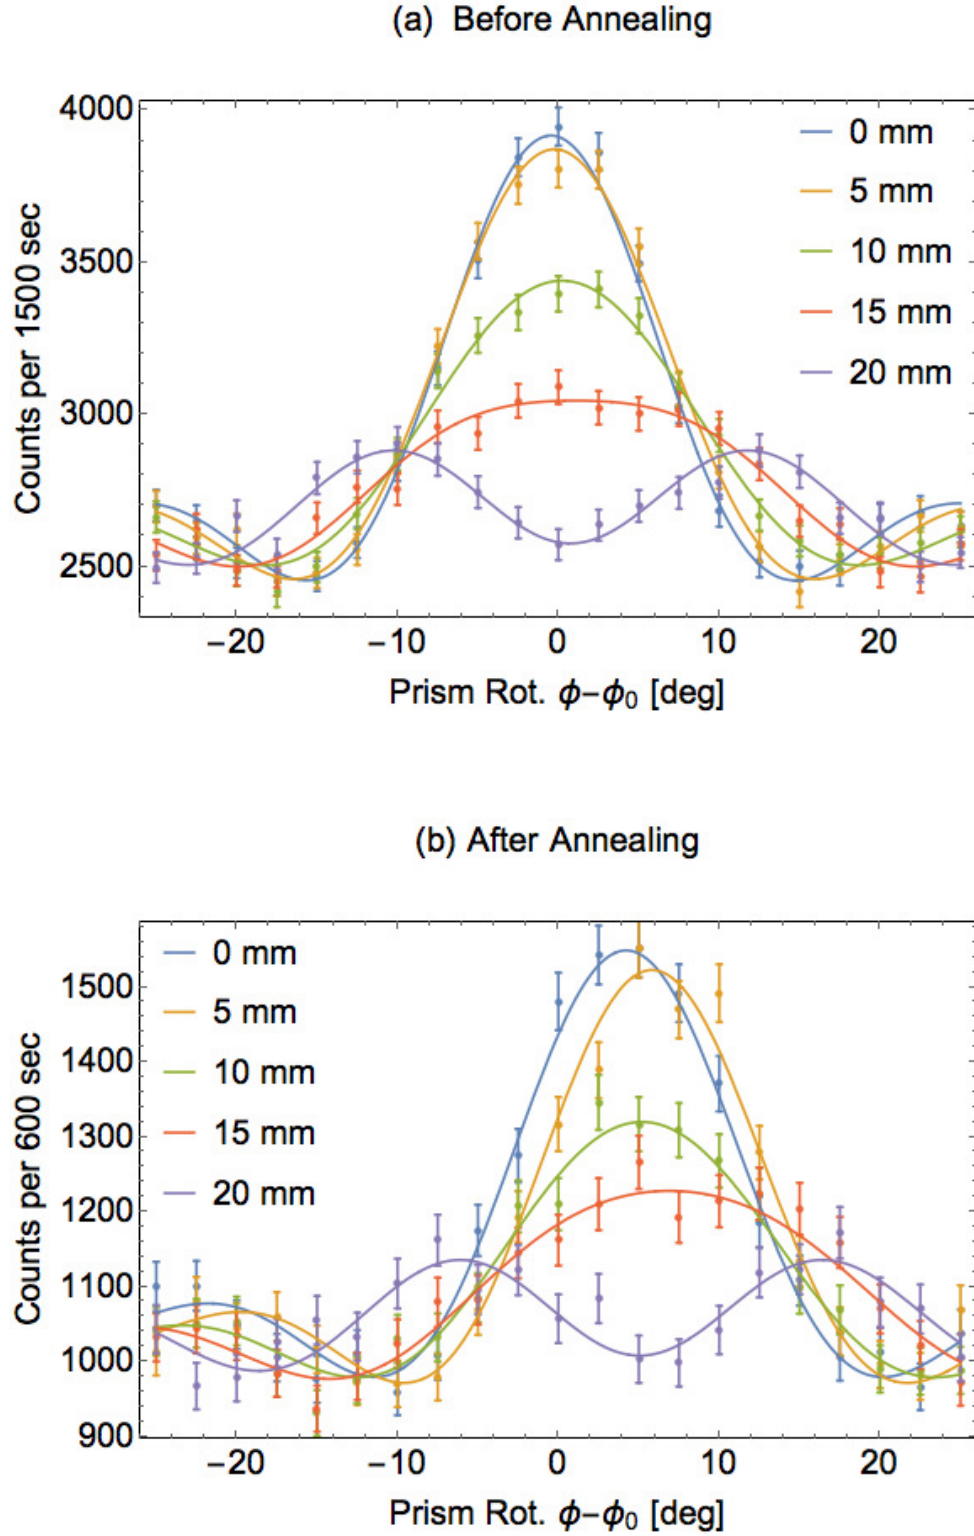 (a) Before Annealing
4000
3500
3000
2500
Counts per 1500 sec
0 mm
5 mm
10 mm
15 mm
20 mm
−20 −10 0 10 20
Prism Rot. ϕ−ϕ₀ [deg]
(b) After Annealing
1500
1400
1300
1200
1100
1000
900
Counts per 600 sec
0 mm
5 mm
10 mm
15 mm
20 mm
−20 −10 0 10 20
Prism Rot. ϕ−ϕ₀ [deg]